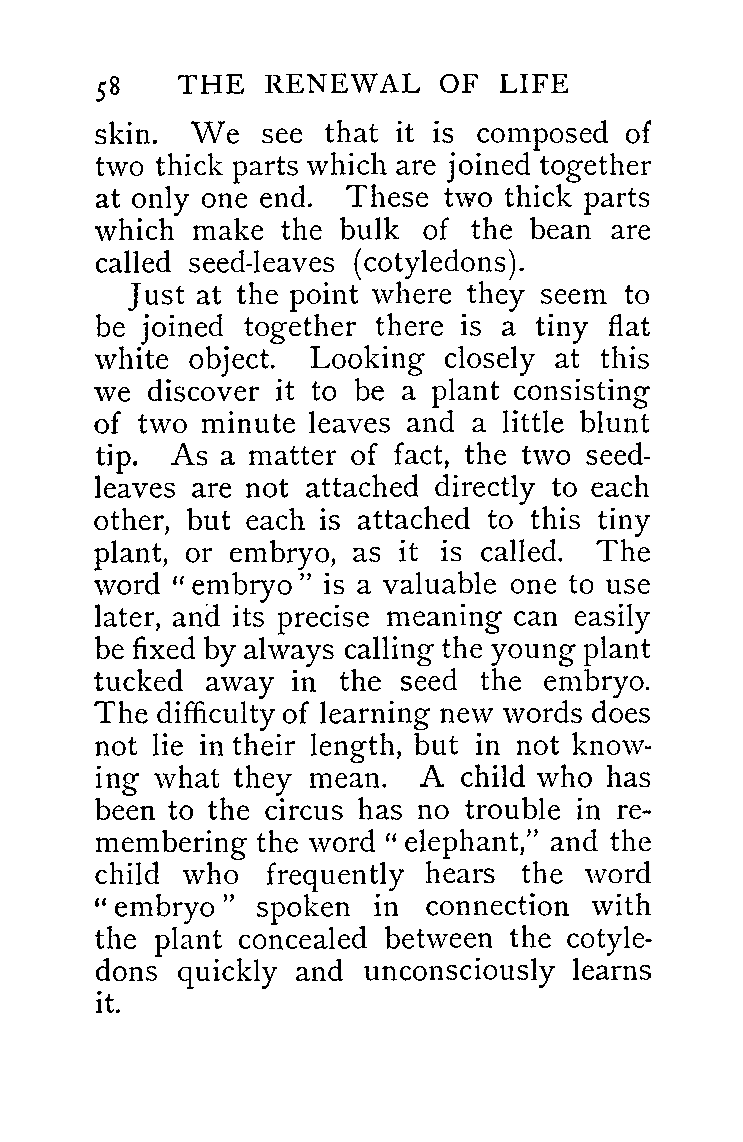 58 THE RENEWAL OF LIFE
skin. We see that it is composed of
two thick parts which are joined together
at only one end. These two thick parts
which make the bulk of the bean are
called seed-leaves (cotyledons).
Just at the point where they seem to
be joined together there is a tiny flat
white object. Looking closely at this
we discover it to be a plant consisting
of two minute leaves and a little blunt
tip. As a matter of fact, the two seed-
leaves are not attached directly to each
other, but each is attached to this tiny
plant, or embryo, as it is called. The
word “embryo” is a valuable one to use
later, and its precise meaning can easily
be fixed by always calling the young plant
tucked away in the seed the embryo.
The difficulty of learning new words does
not lie in their length, but in not know-
ing what they mean. A child who has
been to the circus has no trouble in re-
membering the word “elephant,” and the
child who frequently hears the word
“embryo” spoken in connection with
the plant concealed between the cotyle-
dons quickly and unconsciously learns
it.